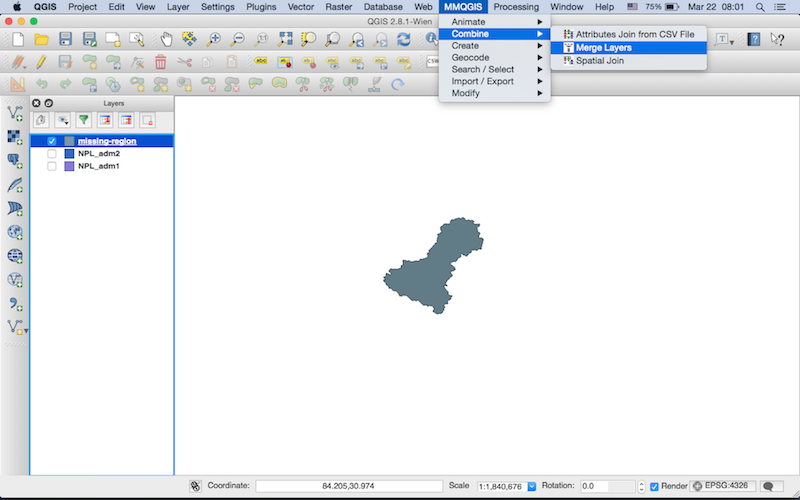 QGIS Project Edit View Layer Settings Plugins Vector Raster Database Web MMQGIS Processing Window Help 75% Mar 22 08:01
QGIS 2.8.1-Wien
Animate
Combine
Create
Geocode
Search / Select
Import / Export
Modify
Attributes Join from CSV File
Merge Layers
Spatial Join
Layers
missing-region
NPL_adm2
NPL_adm1
Coordinate: 84.205,30.974 Scale 1:1,840,676 Rotation: 0.0 Render EPSG:4326